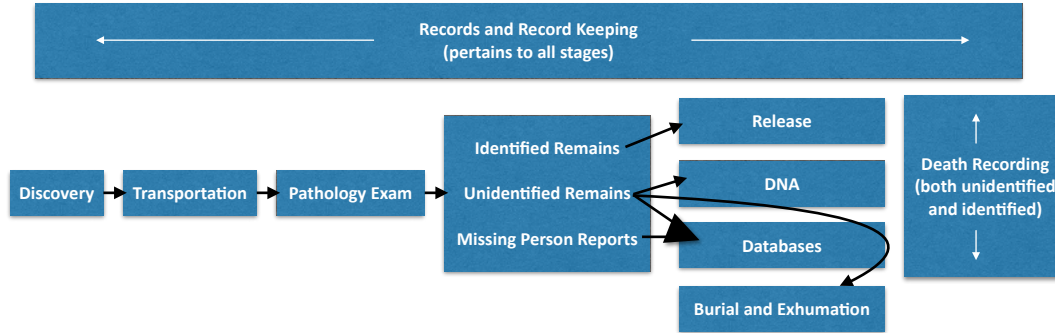 Records and Record Keeping
(pertains to all stages)
Discovery
Transportation
Pathology Exam
Identified Remains
Unidentified Remains
Missing Person Reports
Release
DNA
Databases
Burial and Exhumation
Death Recording
(both unidentified
and identified)